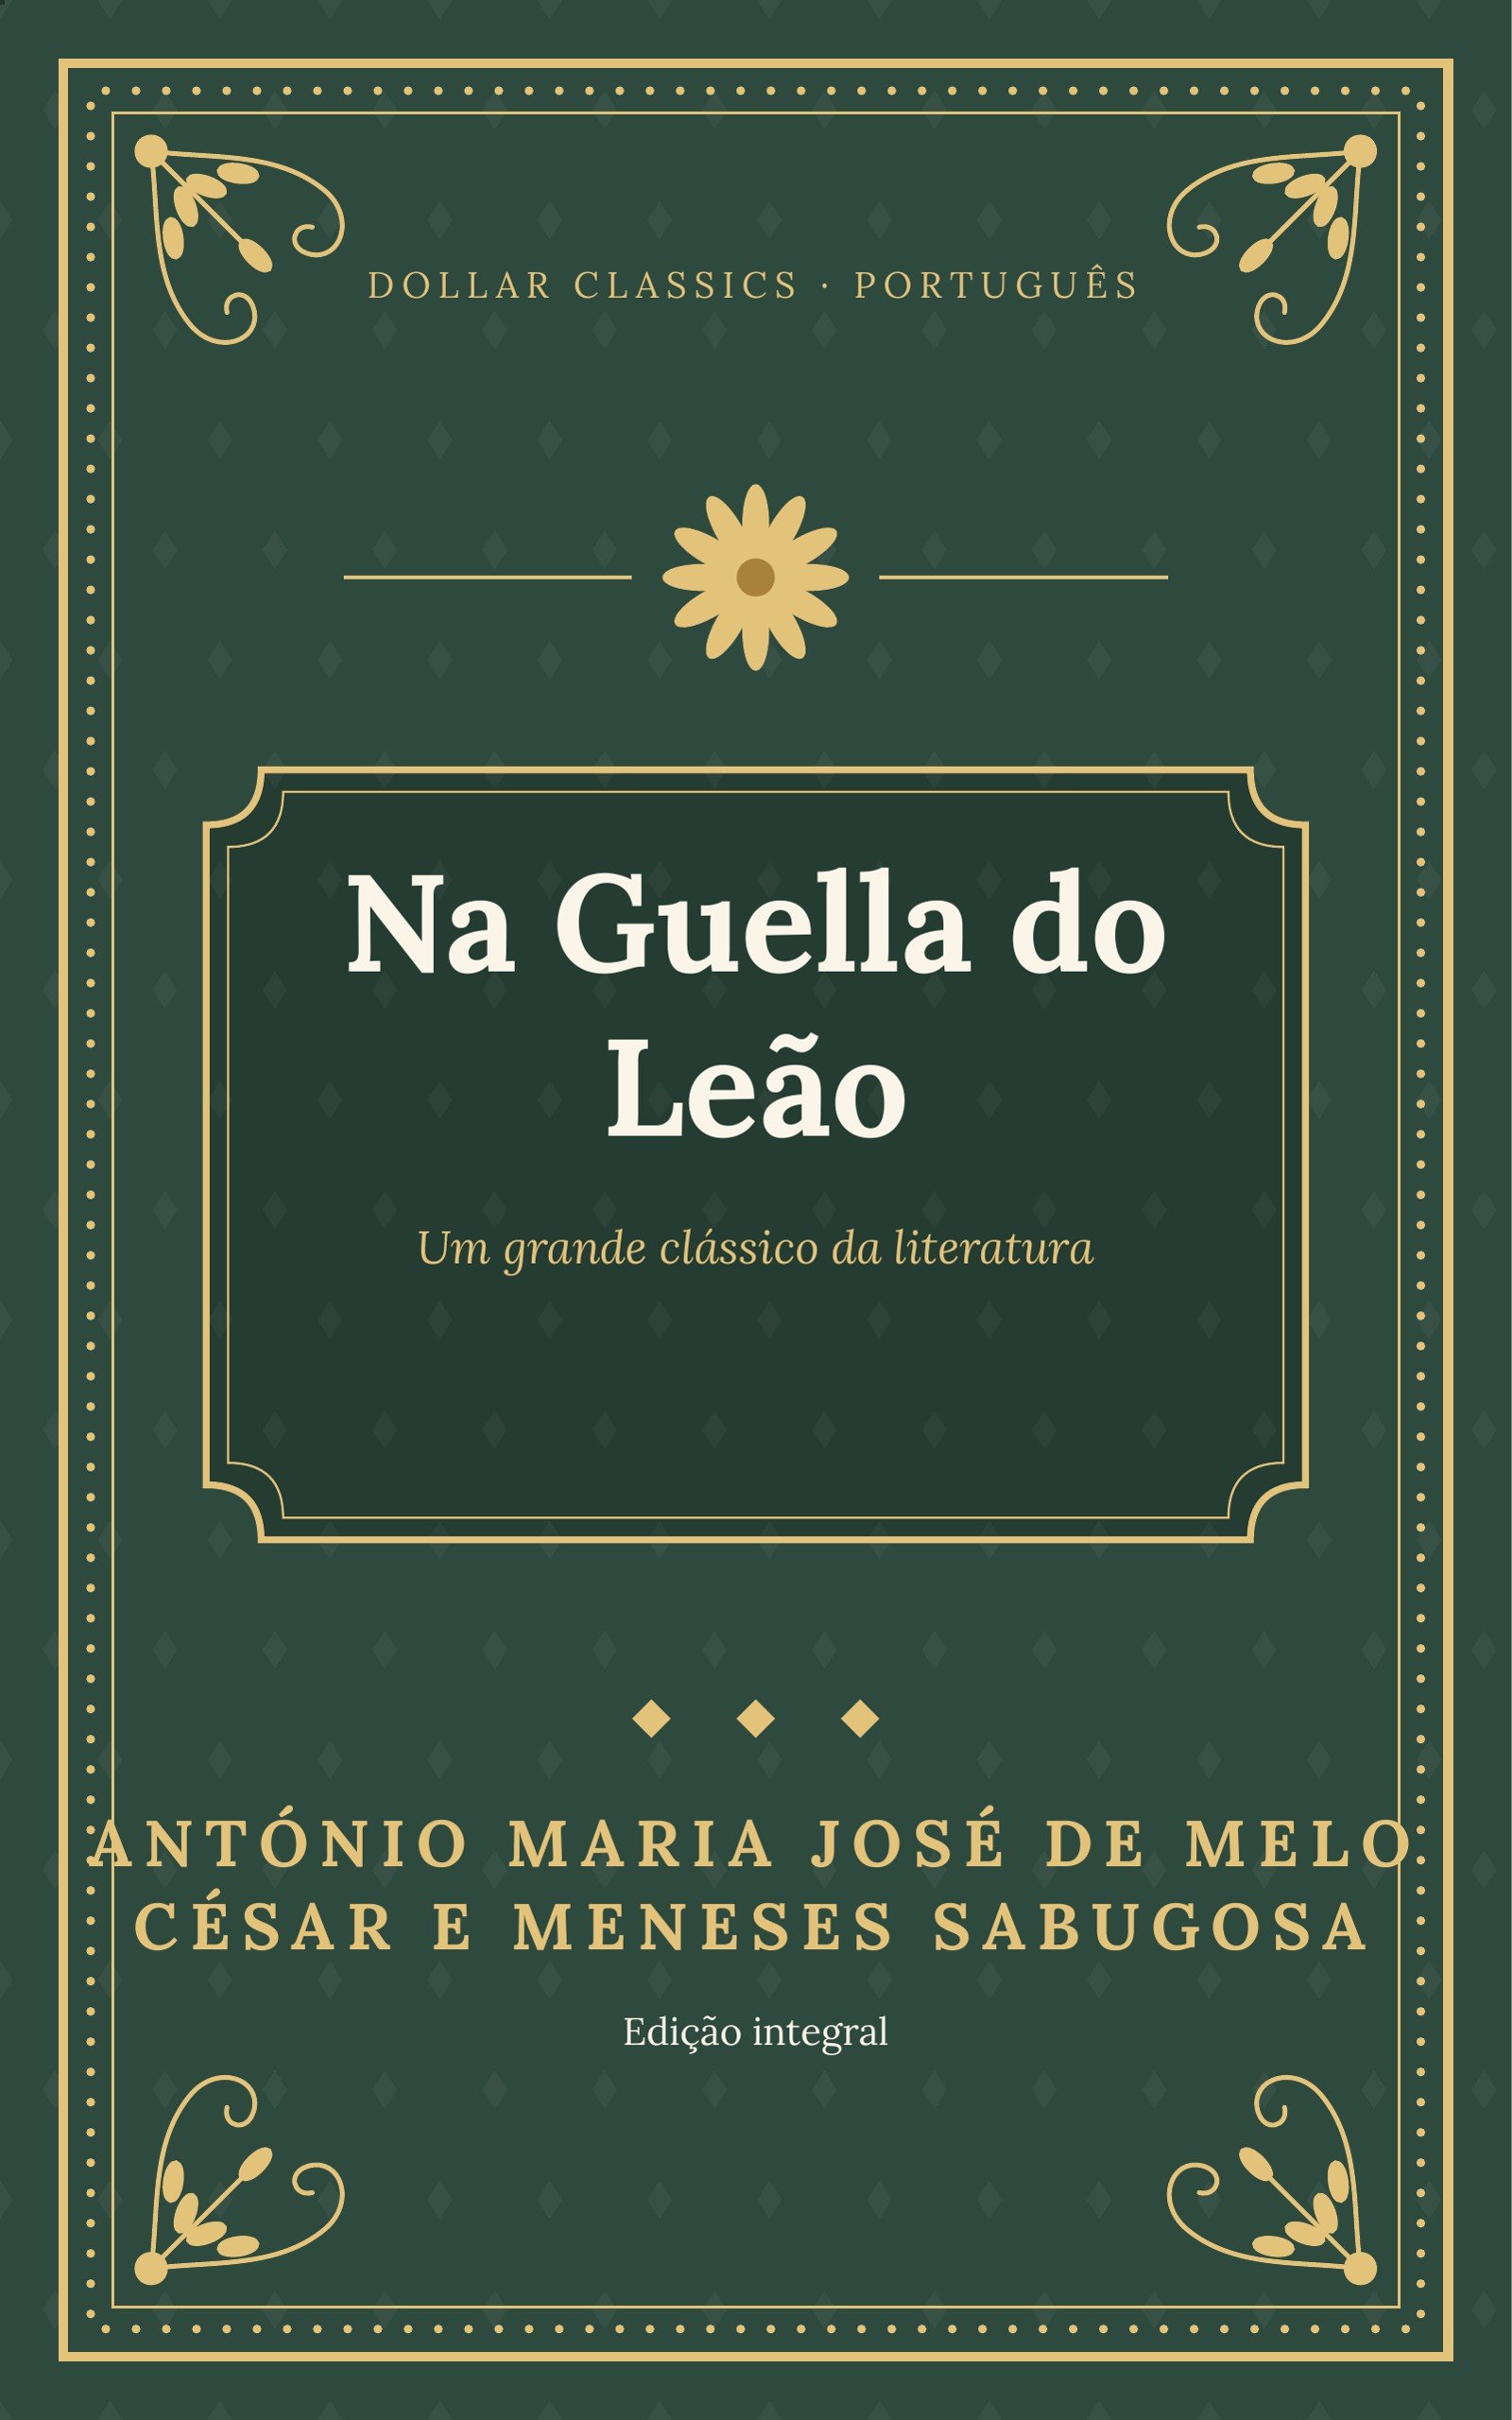 DOLLAR CLASSICS · PORTUGUÊS
Na Guella do
Leão
Um grande clássico da literatura
ANTÓNIO MARIA JOSÉ DE MELO
CÉSAR E MENESES SABUGOSA
Edição integral